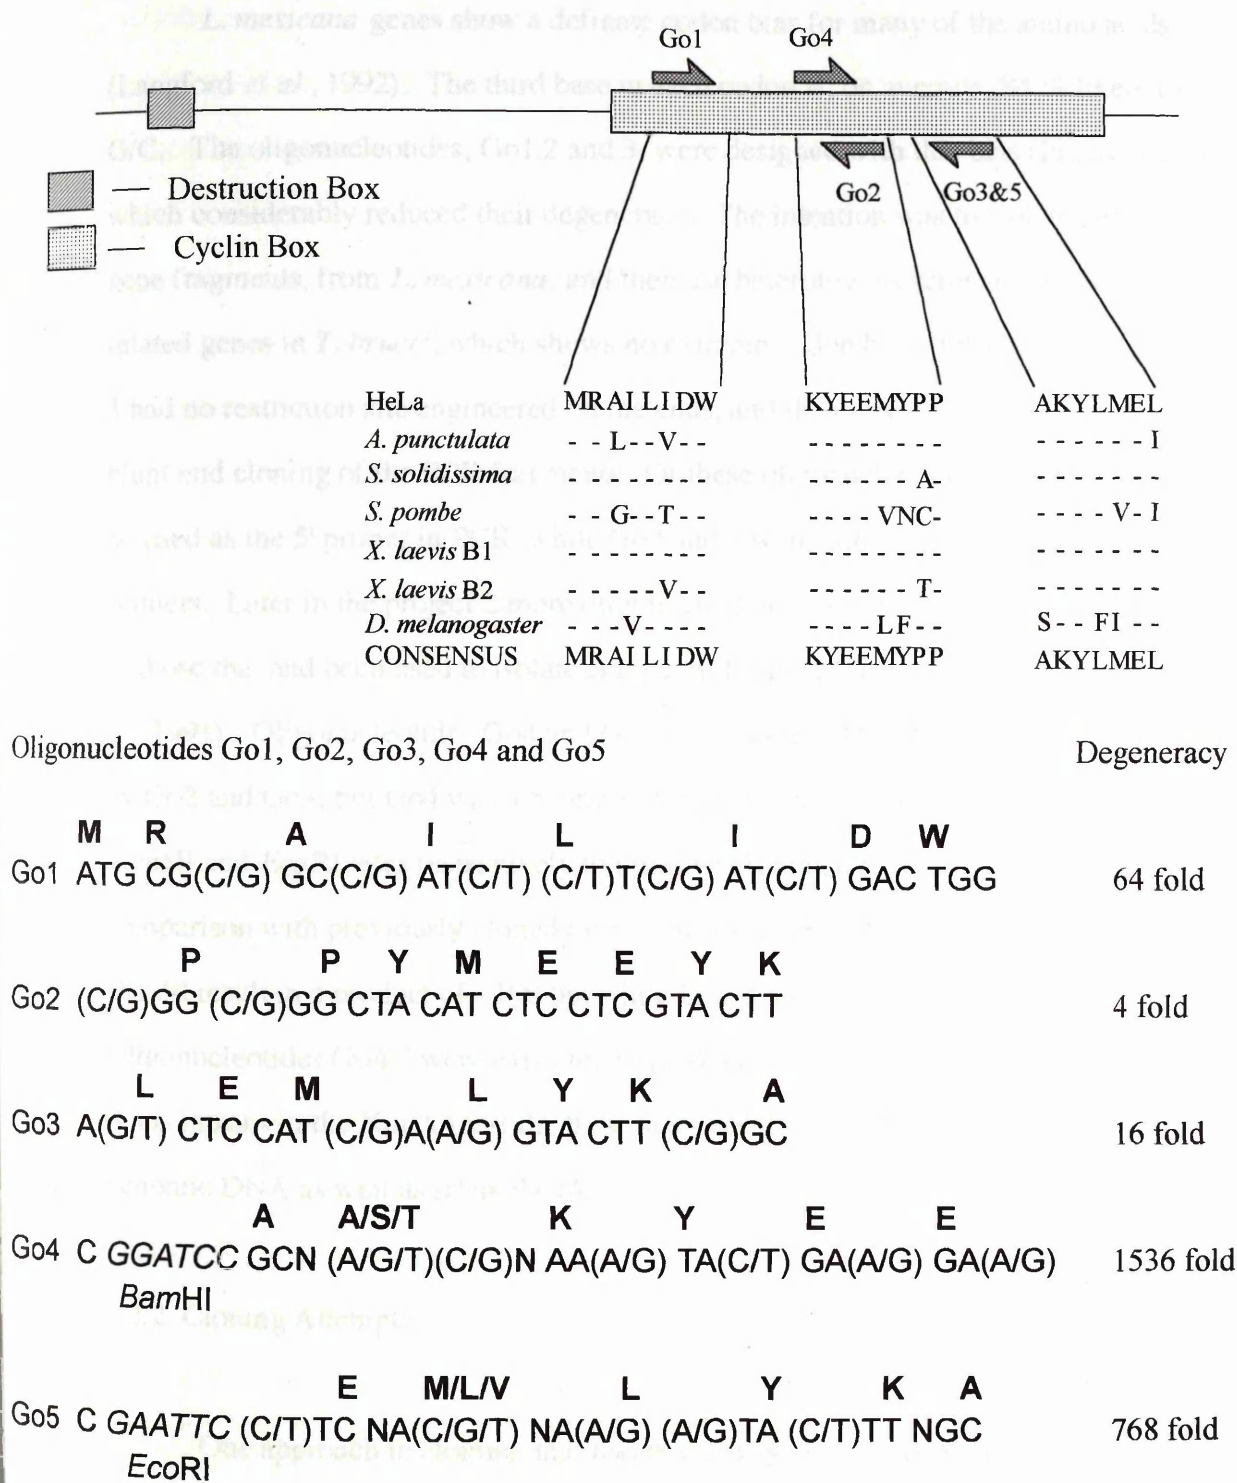 Go1 Go4
Go2 Go3&5
— Destruction Box
— Cyclin Box
HeLa MRAILIDW KYEEMYPP AKYLMEL
A. punctulata - - L - - V - - - - - - - - - - - - - - - - I
S. solidissima - - - - - - - - - - - - - - A- - - - - - - -
S. pombe - - G - - T - - - - - - VNC- - - - - V - I
X. laevis B1 - - - - - - - - - - - - - - - - - - - - - - -
X. laevis B2 - - - - - V - - - - - - - - T- - - - - - - -
D. melanogaster - - - V - - - - - - - - LF - - S - - FI - -
CONSENSUS MRAILIDW KYEEMYPP AKYLMEL
Oligonucleotides Go1, Go2, Go3, Go4 and Go5 Degeneracy
M R A I L I D W
Go1 ATG CG(C/G) GC(C/G) AT(C/T) (C/T)T(C/G) AT(C/T) GAC TGG 64 fold
P P Y M E E Y K
Go2 (C/G)GG (C/G)GG CTA CAT CTC CTC GTA CTT 4 fold
L E M L Y K A
Go3 A(G/T) CTC CAT (C/G)A(A/G) GTA CTT (C/G)GC 16 fold
A A/S/T K Y E E
Go4 C GGATCC GCN (A/G/T)(C/G)N AA(A/G) TA(C/T) GA(A/G) GA(A/G) 1536 fold
BamHI
E M/L/V L Y K A
Go5 C GAATTC (C/T)TC NA(C/G/T) NA(A/G) (A/G)TA (C/T)TT NGC 768 fold
EcoRI